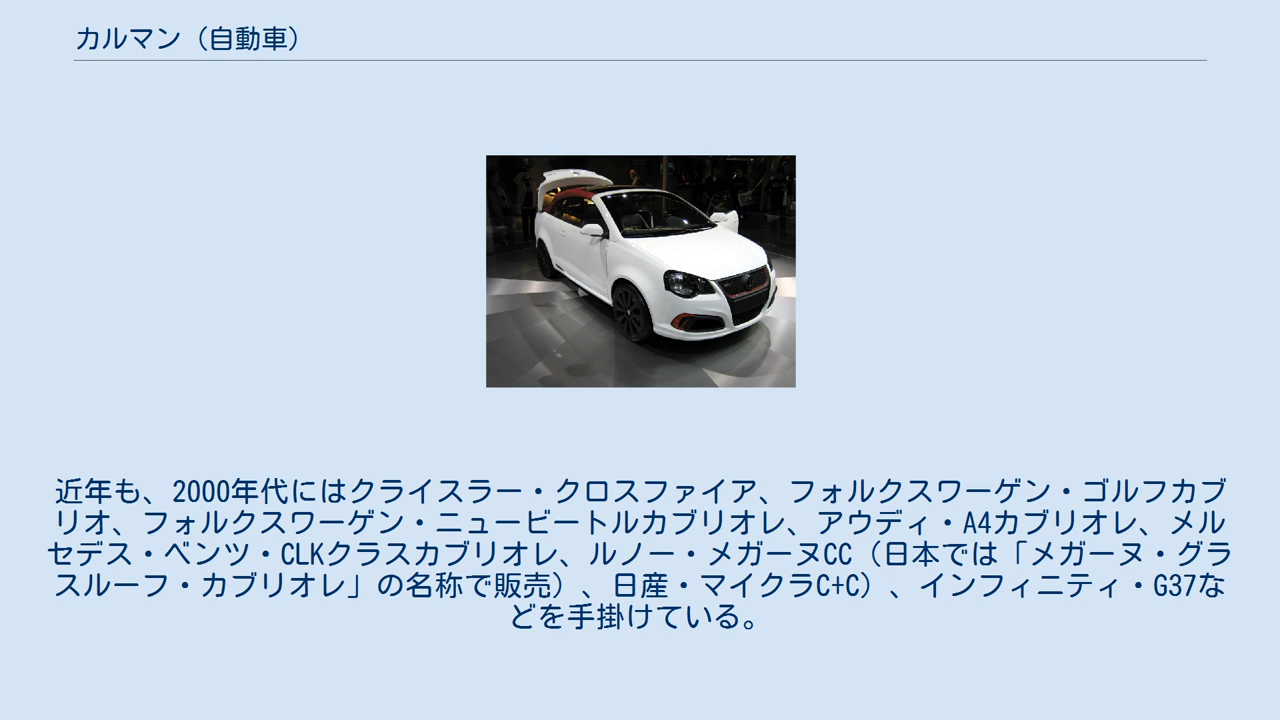 カルマン（自動車）
近年も、2000年代にはクライスラー・クロスファイア、フォルクスワーゲン・ゴルフカブ
リオ、フォルクスワーゲン・ニュービートルカブリオレ、アウディ・A4カブリオレ、メル
セデス・ベンツ・CLKクラスカブリオレ、ルノー・メガーヌCC（日本では「メガーヌ・グラ
スルーフ・カブリオレ」の名称で販売）、日産・マイクラC+C）、インフィニティ・G37な
どを手掛けている。